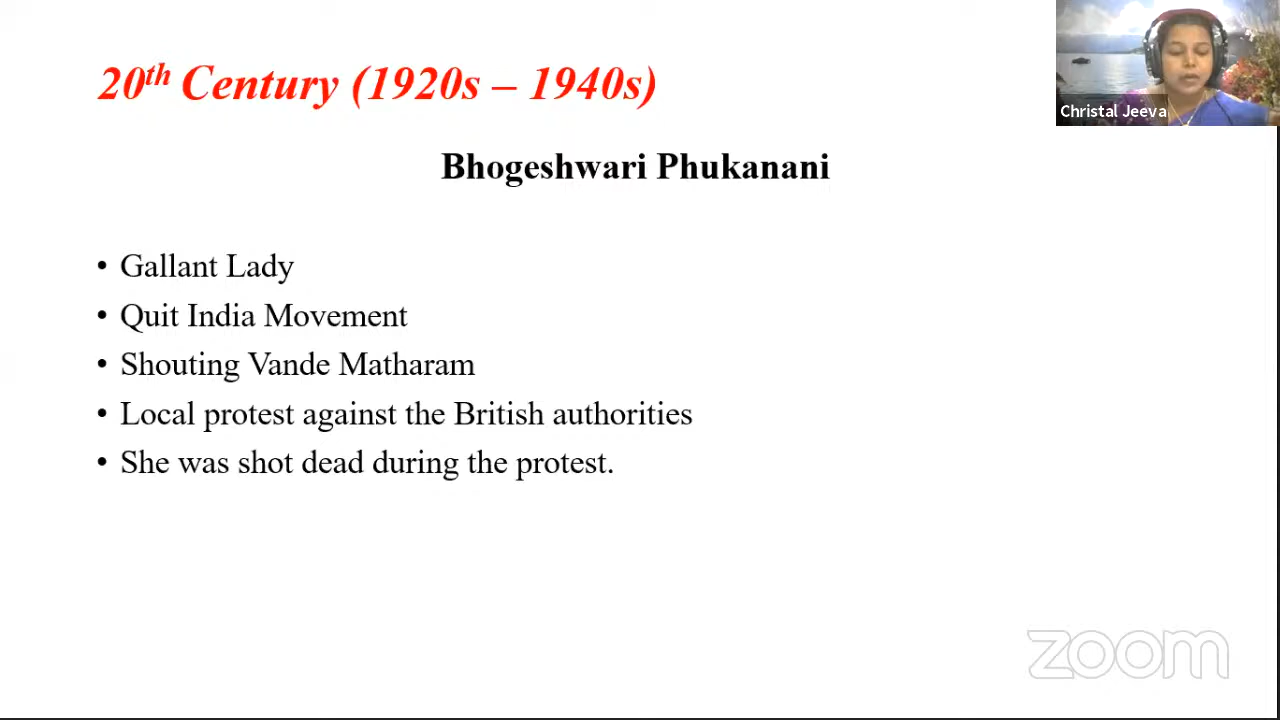 20th Century (1920s – 1940s)
Christal Jeeva
Bhogeshwari Phukanani
• Gallant Lady
• Quit India Movement
• Shouting Vande Matharam
• Local protest against the British authorities
• She was shot dead during the protest.
zoom